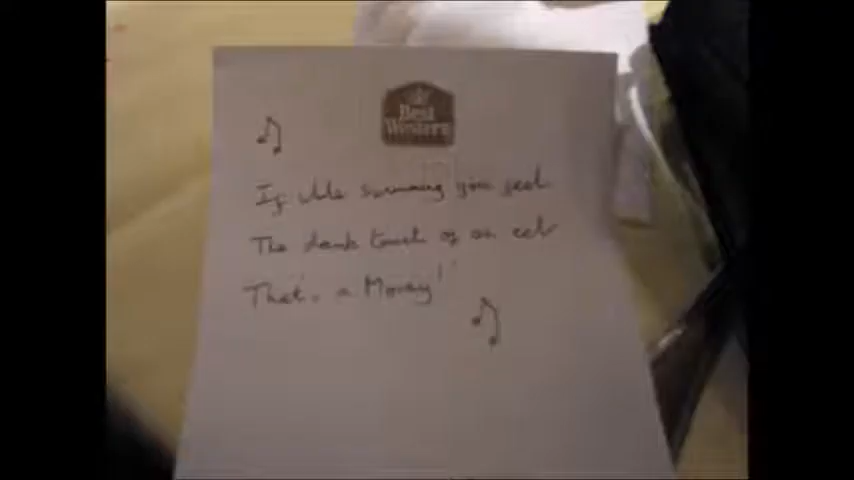 Best
Western
♫
If while swimming you feel
The dank touch of an eel
That's a Moray!
♫